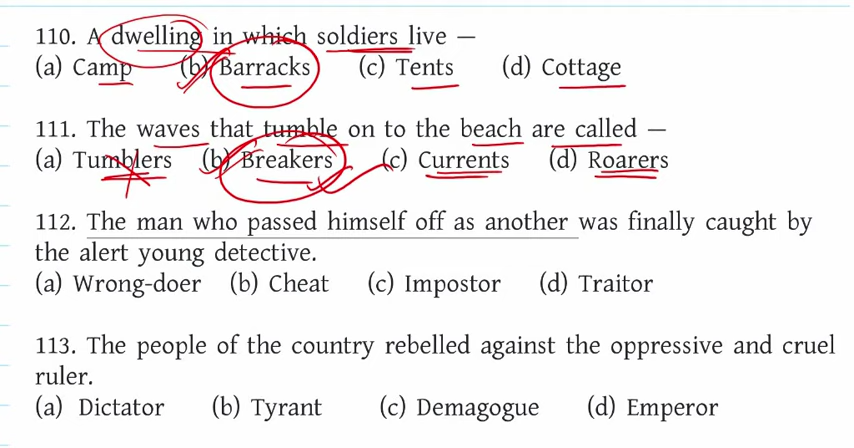 110. A dwelling in which soldiers live —
(a) Camp (b) Barracks (c) Tents (d) Cottage
111. The waves that tumble on to the beach are called —
(a) Tumblers (b) Breakers (c) Currents (d) Roarers
112. The man who passed himself off as another was finally caught by
the alert young detective.
(a) Wrong-doer (b) Cheat (c) Impostor (d) Traitor
113. The people of the country rebelled against the oppressive and cruel
ruler.
(a) Dictator (b) Tyrant (c) Demagogue (d) Emperor